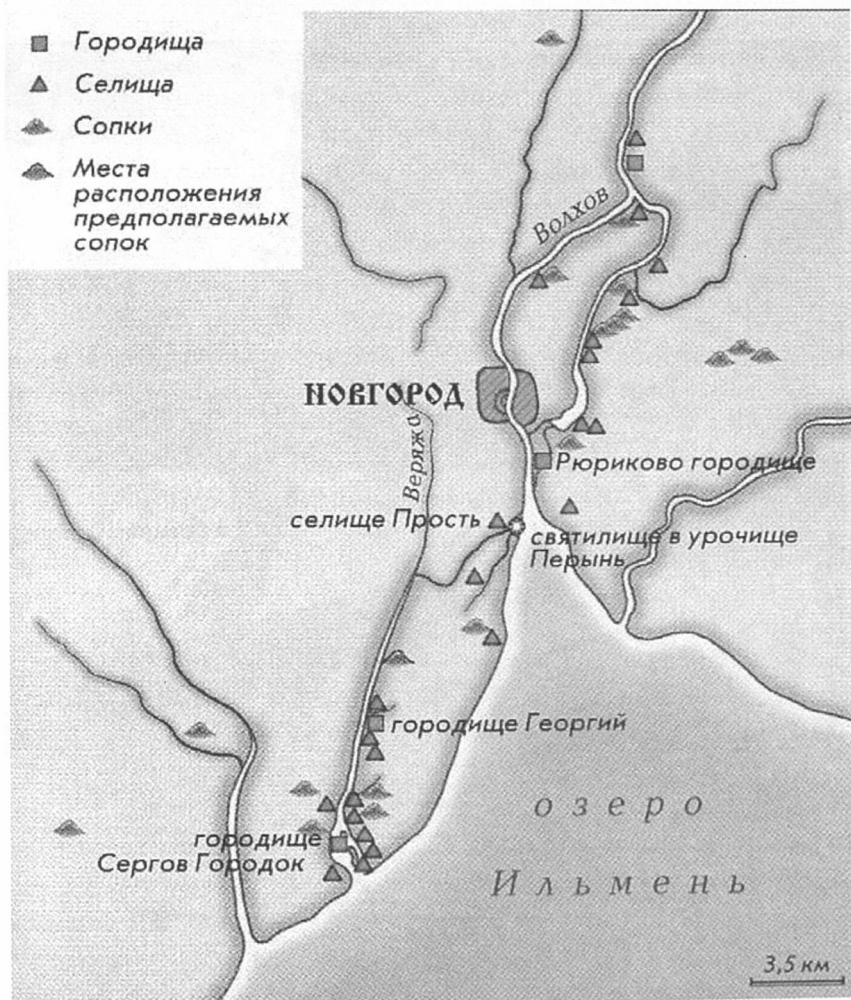 Городища
Селища
Сопки
Места
расположения
предполагаемых
сопок
Волхов
НОВГОРОД
Веряжа
Рюриково городище
селище Прость
святилище в урочище
Перынь
городище Георгий
озеро
городище
Сергов Городок
Ильмень
3,5 км